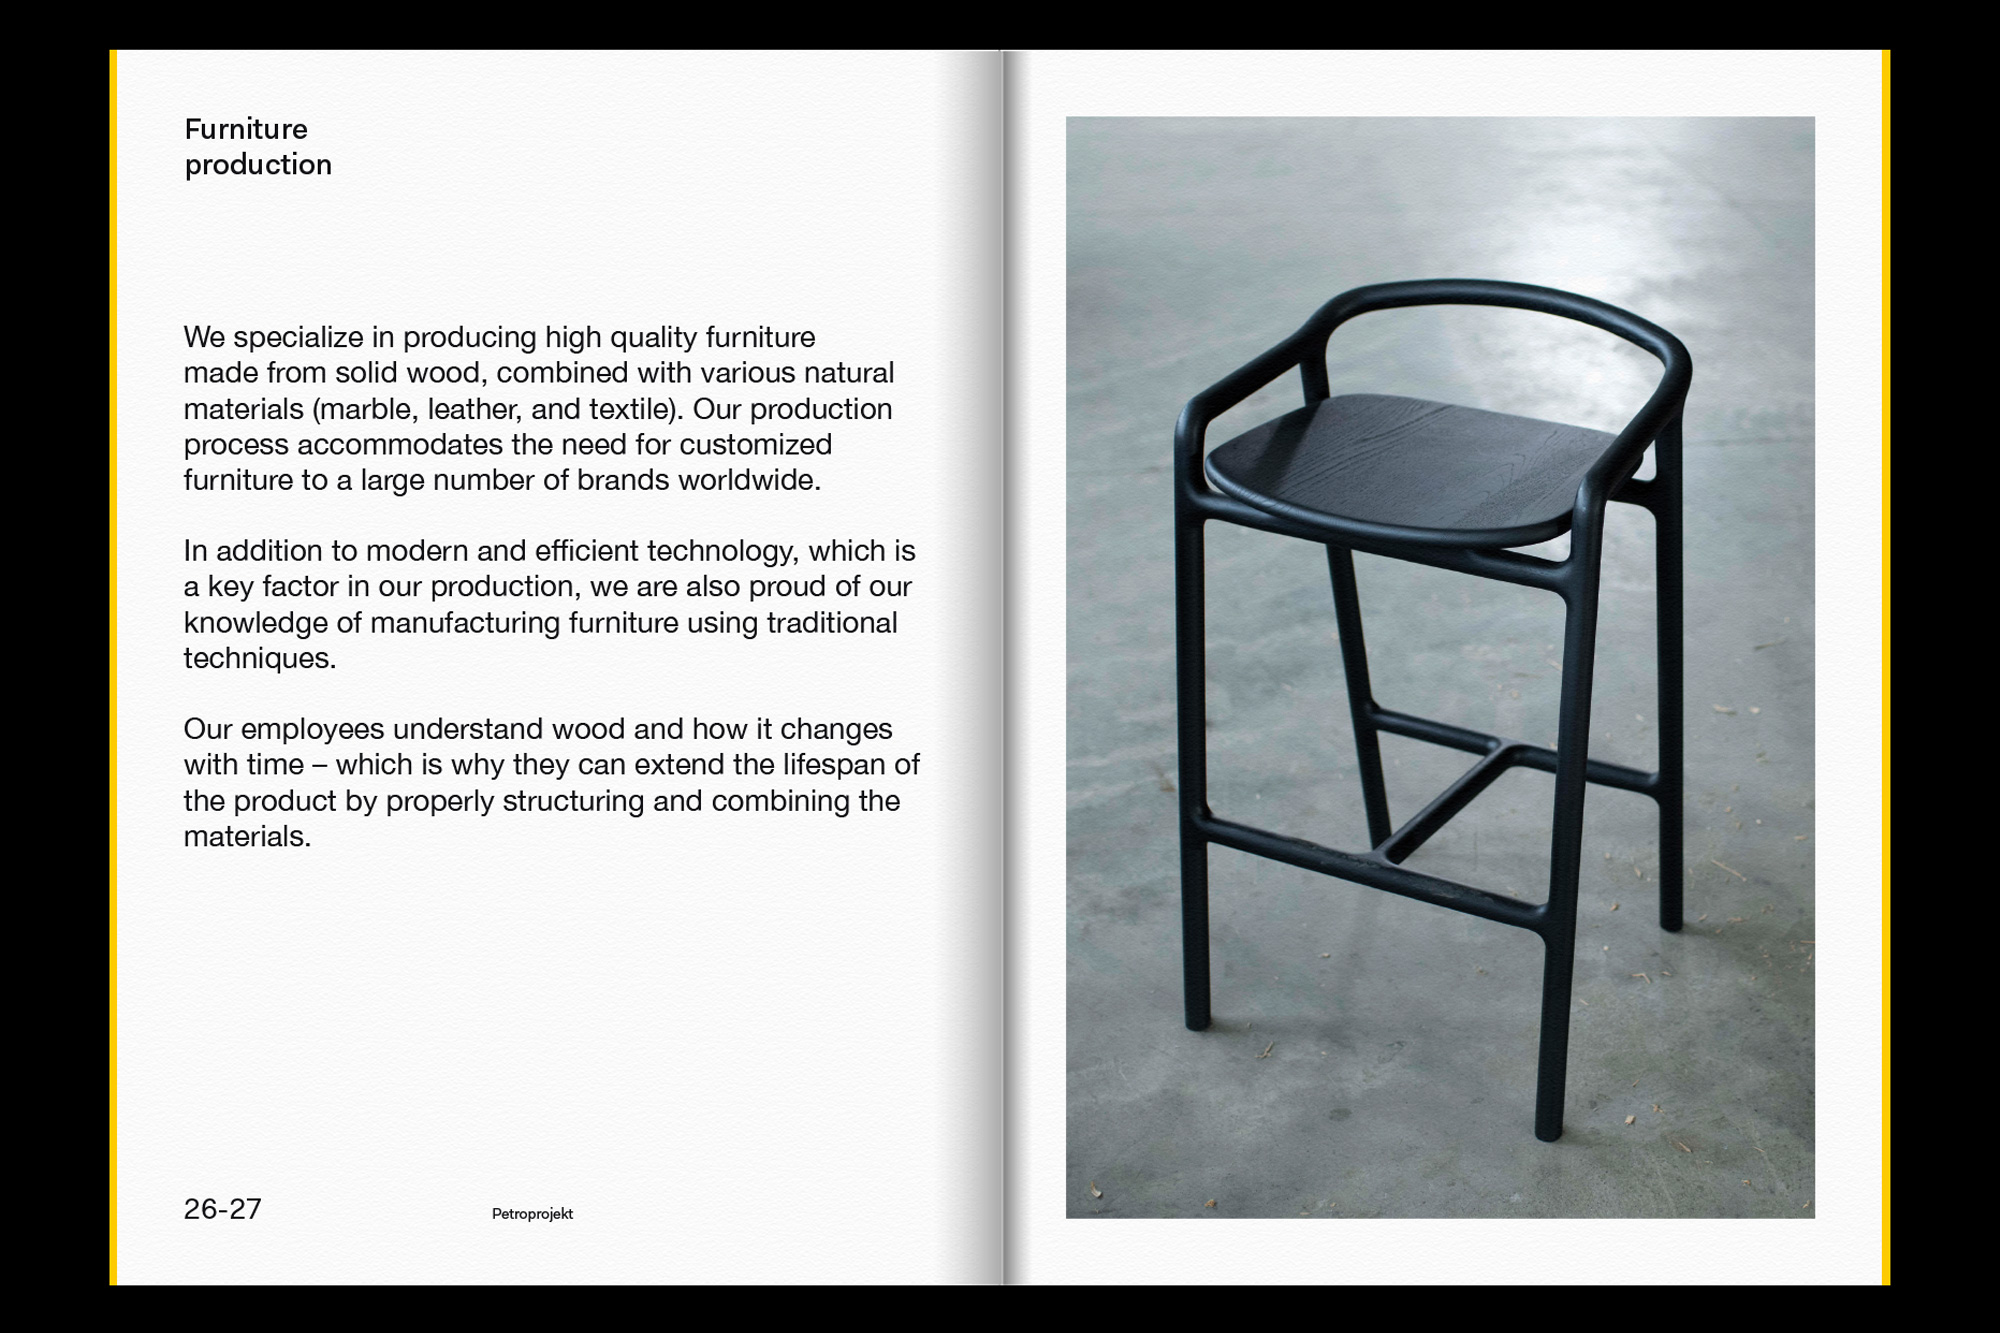 Furniture
production
We specialize in producing high quality furniture
made from solid wood, combined with various natural
materials (marble, leather, and textile). Our production
process accommodates the need for customized
furniture to a large number of brands worldwide.
In addition to modern and efficient technology, which is
a key factor in our production, we are also proud of our
knowledge of manufacturing furniture using traditional
techniques.
Our employees understand wood and how it changes
with time – which is why they can extend the lifespan of
the product by properly structuring and combining the
materials.
26-27
Petroprojekt